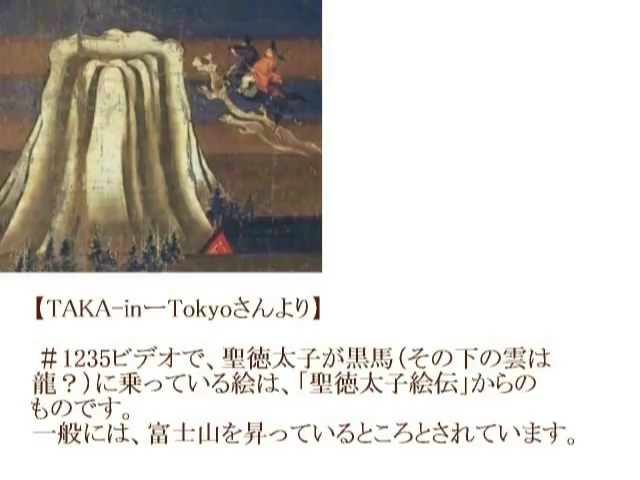 【TAKA-inーTokyoさんより】
＃1235ビデオで、聖徳太子が黒馬（その下の雲は
龍？）に乗っている絵は、「聖徳太子絵伝」からの
ものです。
一般には、富士山を昇っているところとされています。